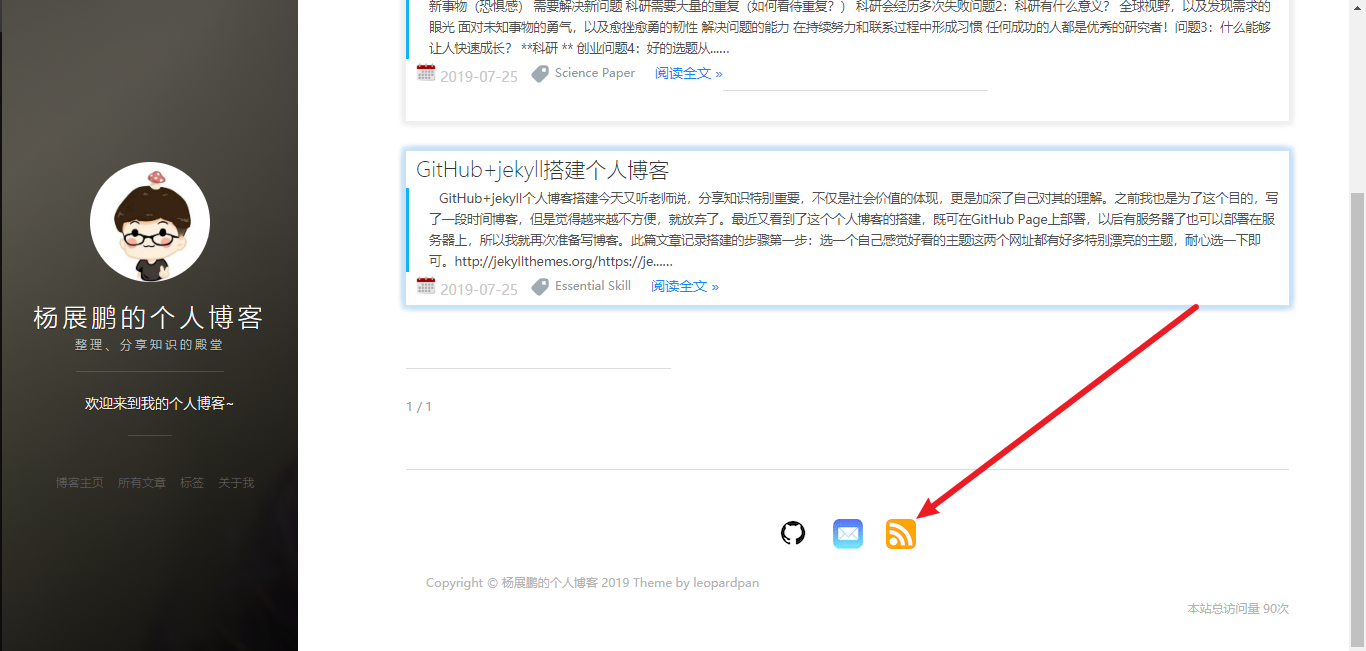 杨展鹏的个人博客
整理、分享知识的殿堂
欢迎来到我的个人博客~
博客主页 所有文章 标签 关于我
新事物（恐惧感） 需要解决新问题 科研需要大量的重复（如何看待重复？） 科研会经历多次失败问题2：科研有什么意义？ 全球视野，以及发现需求的
眼光 面对未知事物的勇气，以及愈挫愈勇的韧性 解决问题的能力 在持续努力和联系过程中形成习惯 任何成功的人都是优秀的研究者！问题3：什么能够
让人快速成长？ **科研 ** 创业问题4：好的选题从......
2019-07-25 Science Paper 阅读全文 »
GitHub+jekyll搭建个人博客
GitHub+jekyll个人博客搭建今天又听老师说，分享知识特别重要，不仅是社会价值的体现，更是加深了自己对其的理解。之前我也是为了这个目的，写
了一段时间博客，但是觉得越来越不方便，就放弃了。最近又看到了这个个人博客的搭建，既可在GitHub Page上部署，以后有服务器了也可以部署在服
务器上，所以我就再次准备写博客。此篇文章记录搭建的步骤第一步：选一个自己感觉好看的主题这两个网址都有好多特别漂亮的主题，耐心选一下即
可。http://jekyllthemes.org/https://je......
2019-07-25 Essential Skill 阅读全文 »
1 / 1
Copyright © 杨展鹏的个人博客 2019 Theme by leopardpan
本站总访问量 90次